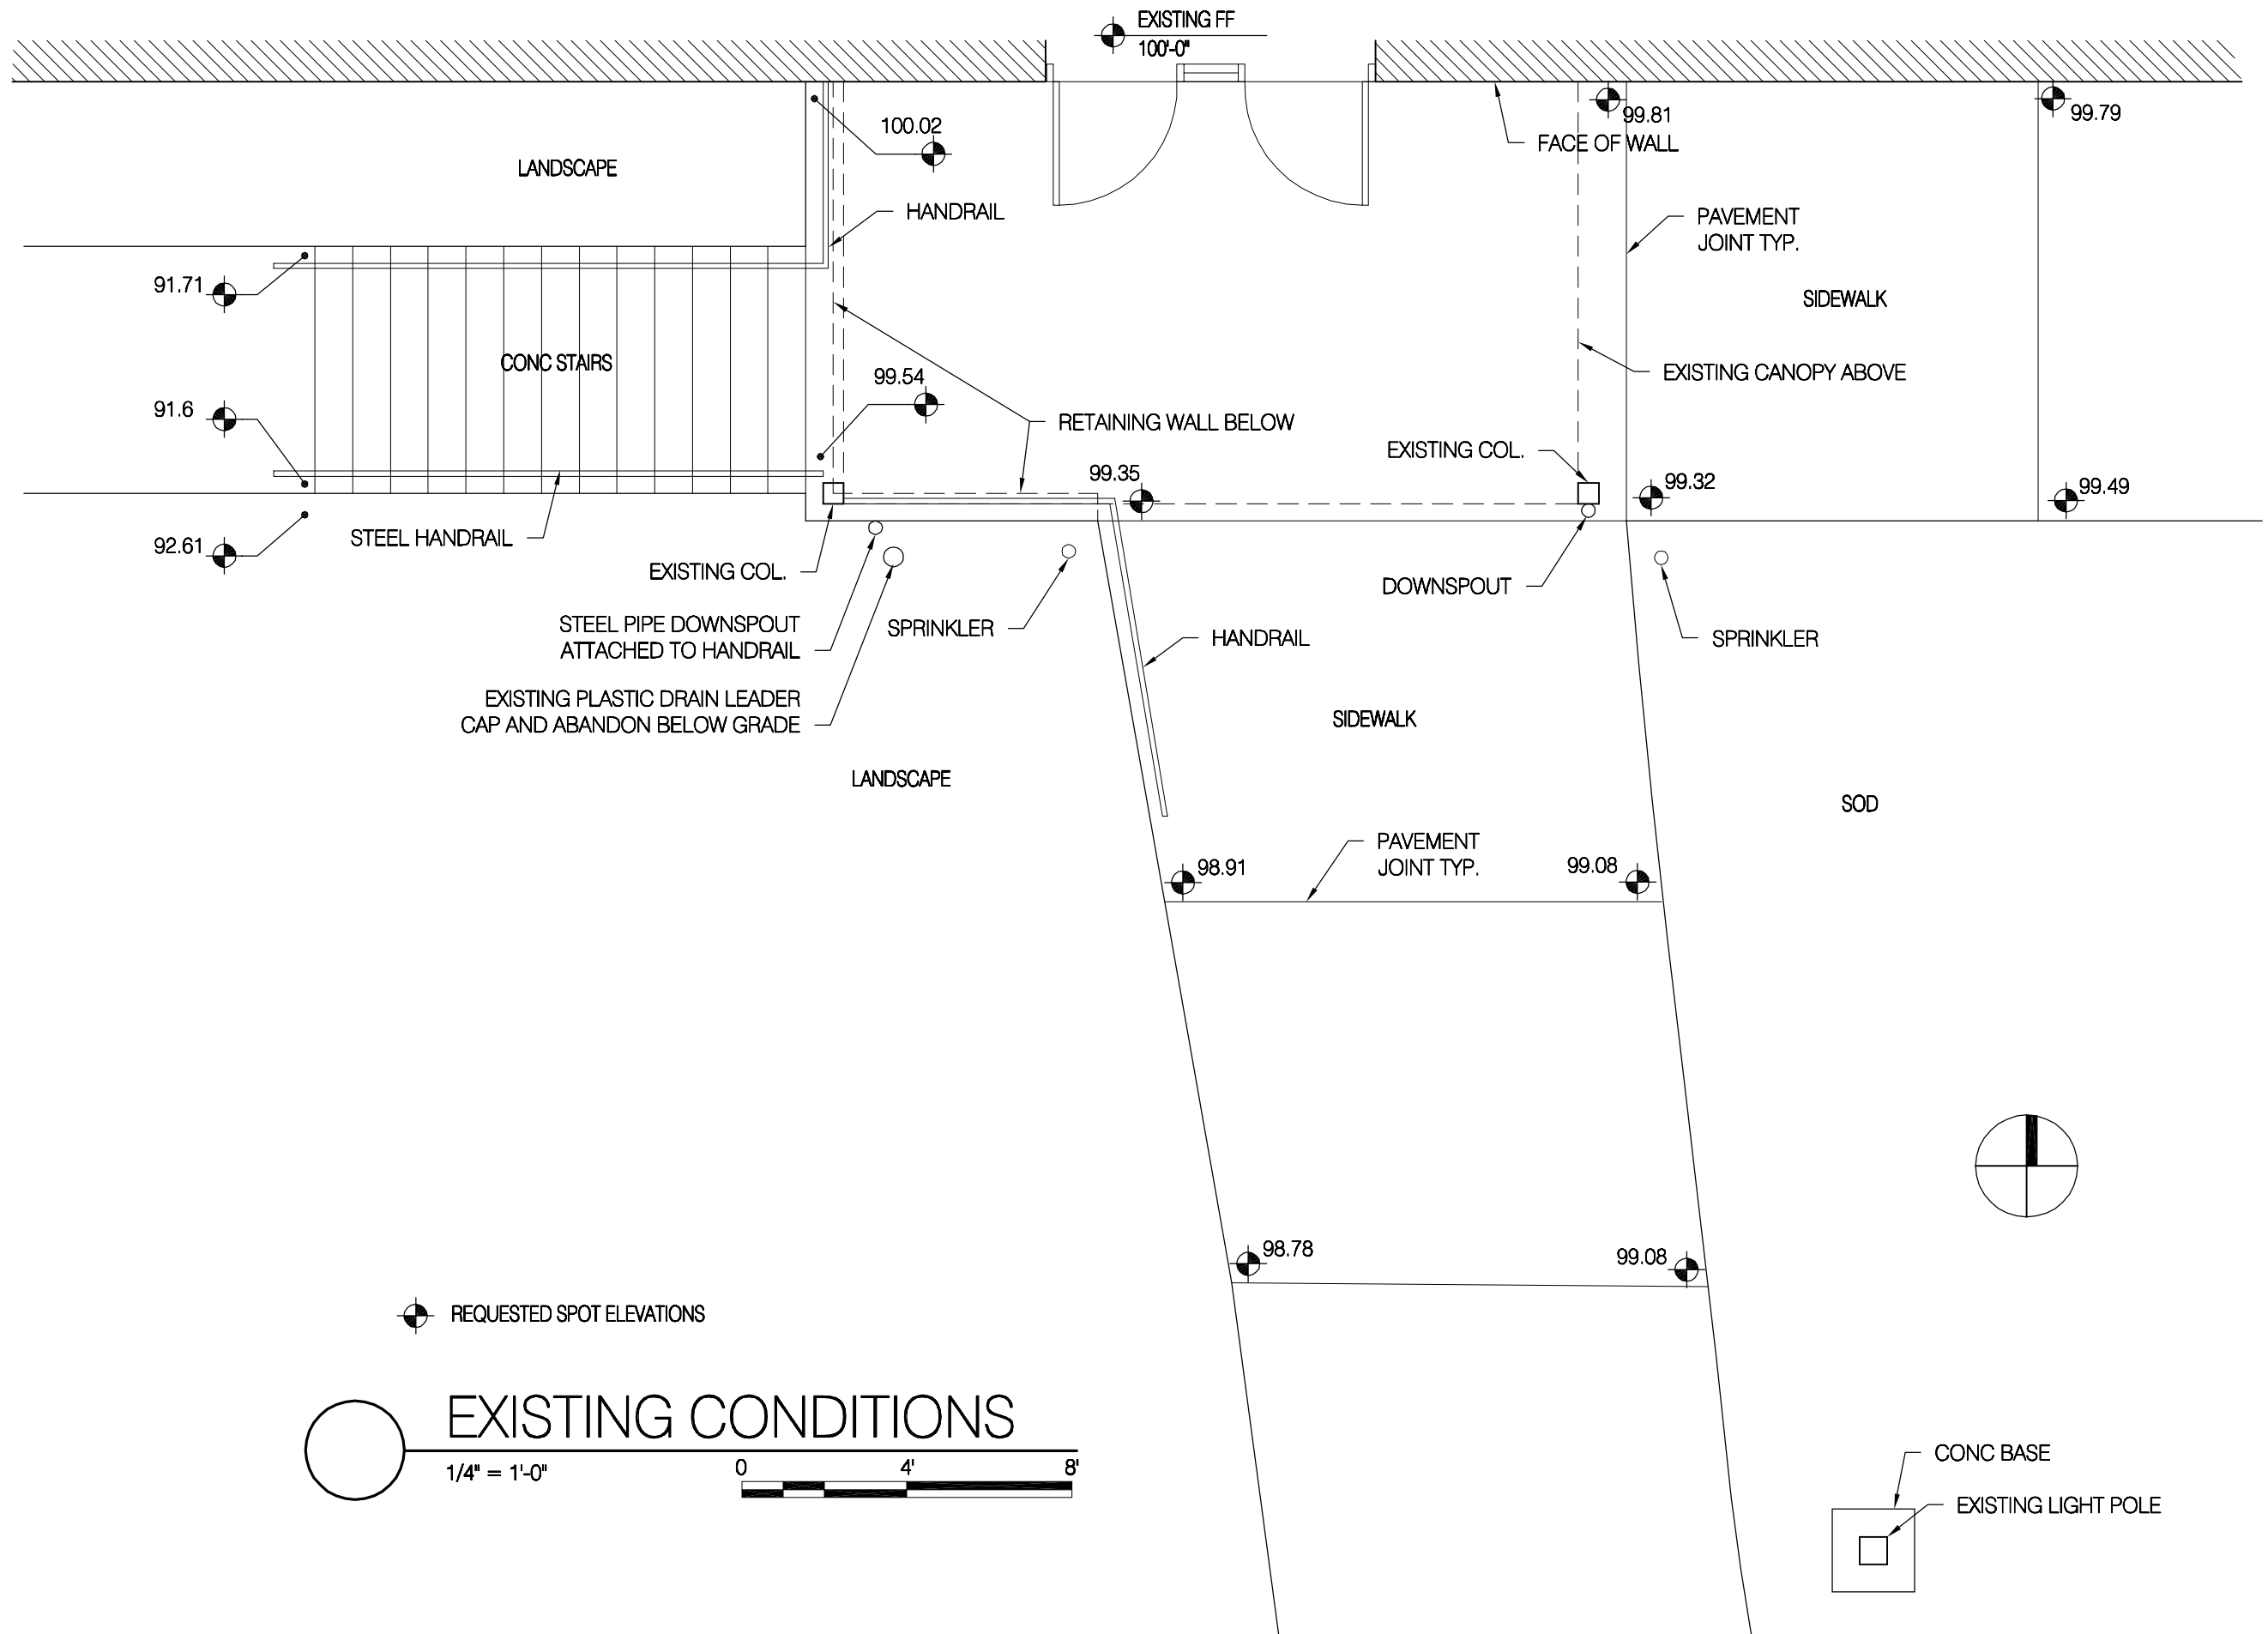 EXISTING FF
100'-0"
99.81
99.79
100.02
FACE OF WALL
LANDSCAPE
HANDRAIL
PAVEMENT
JOINT TYP.
91.71
SIDEWALK
CONC STAIRS
99.54
EXISTING CANOPY ABOVE
91.6
RETAINING WALL BELOW
EXISTING COL.
99.35
99.32
99.49
STEEL HANDRAIL
92.61
EXISTING COL.
DOWNSPOUT
STEEL PIPE DOWNSPOUT
ATTACHED TO HANDRAIL
SPRINKLER
HANDRAIL
SPRINKLER
EXISTING PLASTIC DRAIN LEADER
CAP AND ABANDON BELOW GRADE
SIDEWALK
LANDSCAPE
SOD
PAVEMENT
JOINT TYP.
98.91
99.08
98.78
99.08
REQUESTED SPOT ELEVATIONS
EXISTING CONDITIONS
1/4" = 1'-0"
0 4' 8'
CONC BASE
EXISTING LIGHT POLE